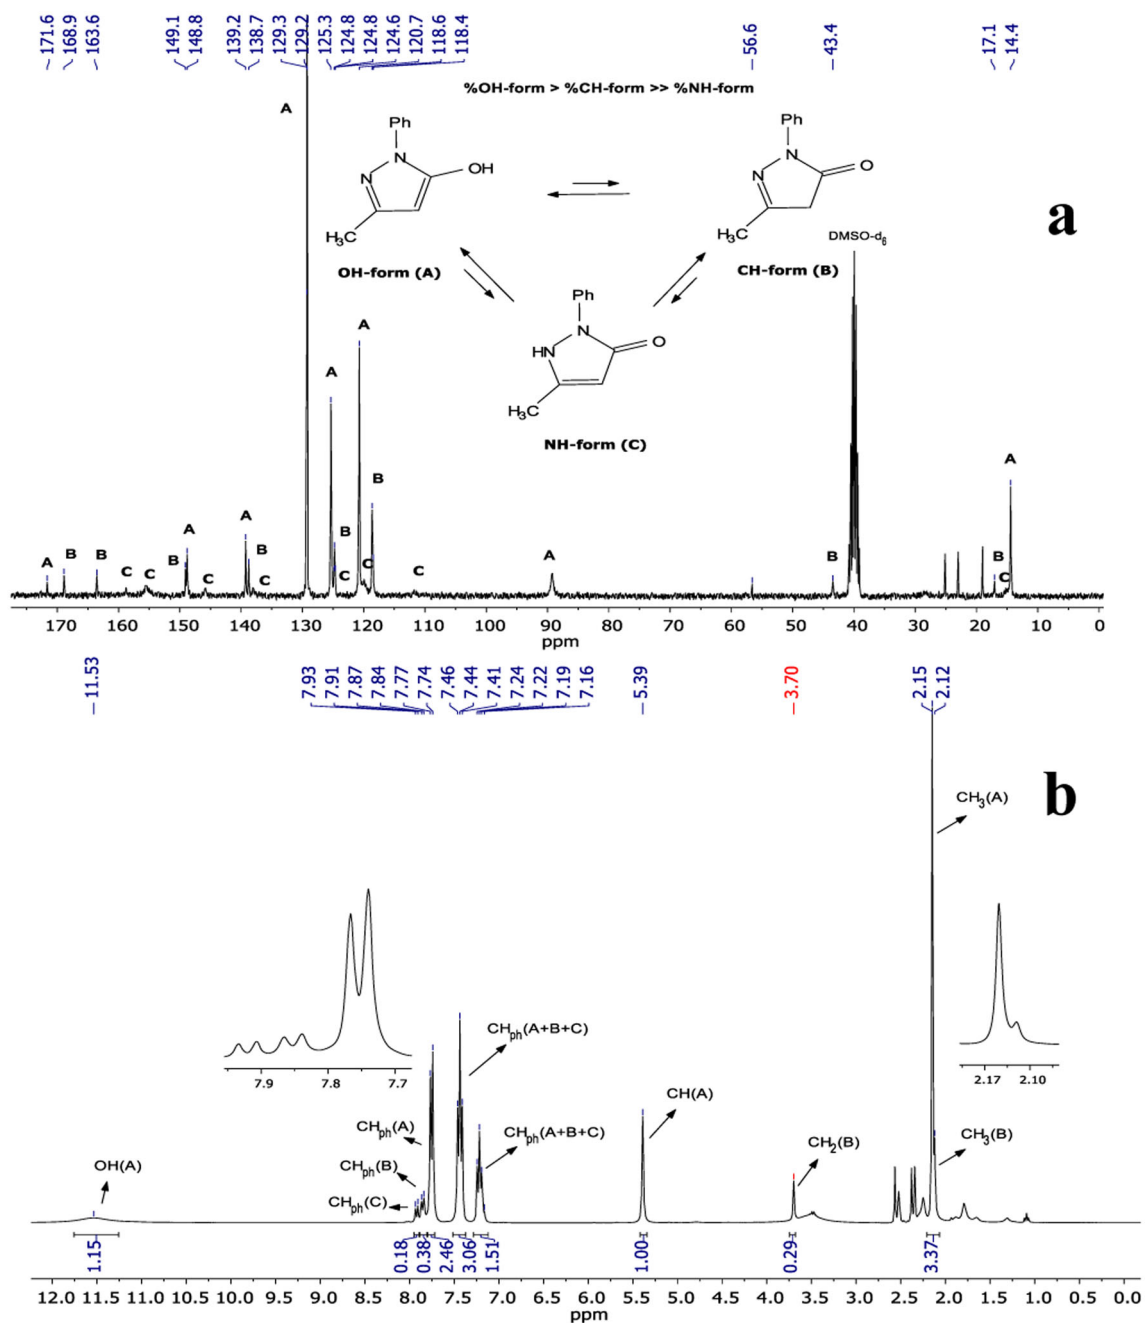 171.6 168.9 163.6 149.1 148.8 139.2 138.7 129.3 129.2 125.3 124.8 124.8 124.6 120.7 118.6 118.4 56.6 43.4 17.1 14.4
%OH-form > %CH-form >> %NH-form
A
Ph
N
N
OH
H3C
OH-form (A)
Ph
N
N
O
H3C
CH-form (B)
a
DMSO-d6
Ph
HN
N
O
H3C
NH-form (C)
A
A
B
A
B
B
C
C
B
A
C
A
B
C
B
C
C
C
A
B
B
C
A
170 160 150 140 130 120 110 100 90 80 70 60 50 40 30 20 10 0
ppm
11.53 7.93 7.91 7.87 7.84 7.77 7.74 7.46 7.44 7.41 7.24 7.22 7.19 7.16 5.39 3.70 2.15 2.12
b
CH3(A)
7.9 7.8 7.7
2.17 2.10
CHph(A+B+C)
CHph(A)
CHph(A+B+C)
CH(A)
CHph(B)
CH2(B)
CH3(B)
OH(A)
CHph(C)
1.15 0.18 0.38 2.46 3.06 1.51 1.00 0.29 3.37
12.0 11.5 11.0 10.5 10.0 9.5 9.0 8.5 8.0 7.5 7.0 6.5 6.0 5.5 5.0 4.5 4.0 3.5 3.0 2.5 2.0 1.5 1.0 0.5 0.0
ppm